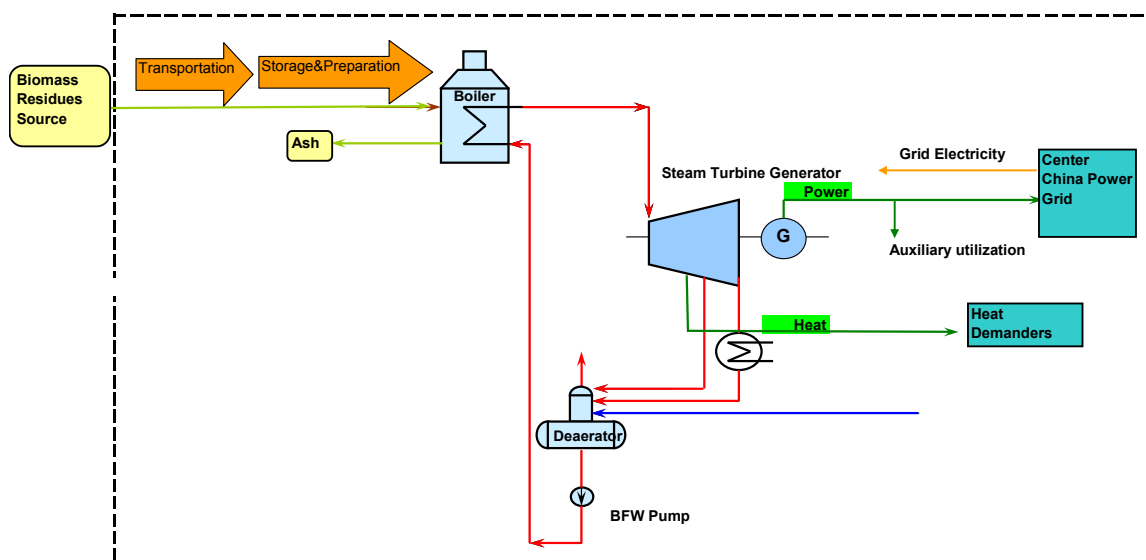 Transportation
Storage&Preparation
Biomass
Residues
Source
Boiler
Ash
Grid Electricity
Center
China Power
Grid
Steam Turbine Generator
Power
G
Auxiliary utilization
Heat
Heat
Demanders
Deaerator
BFW Pump